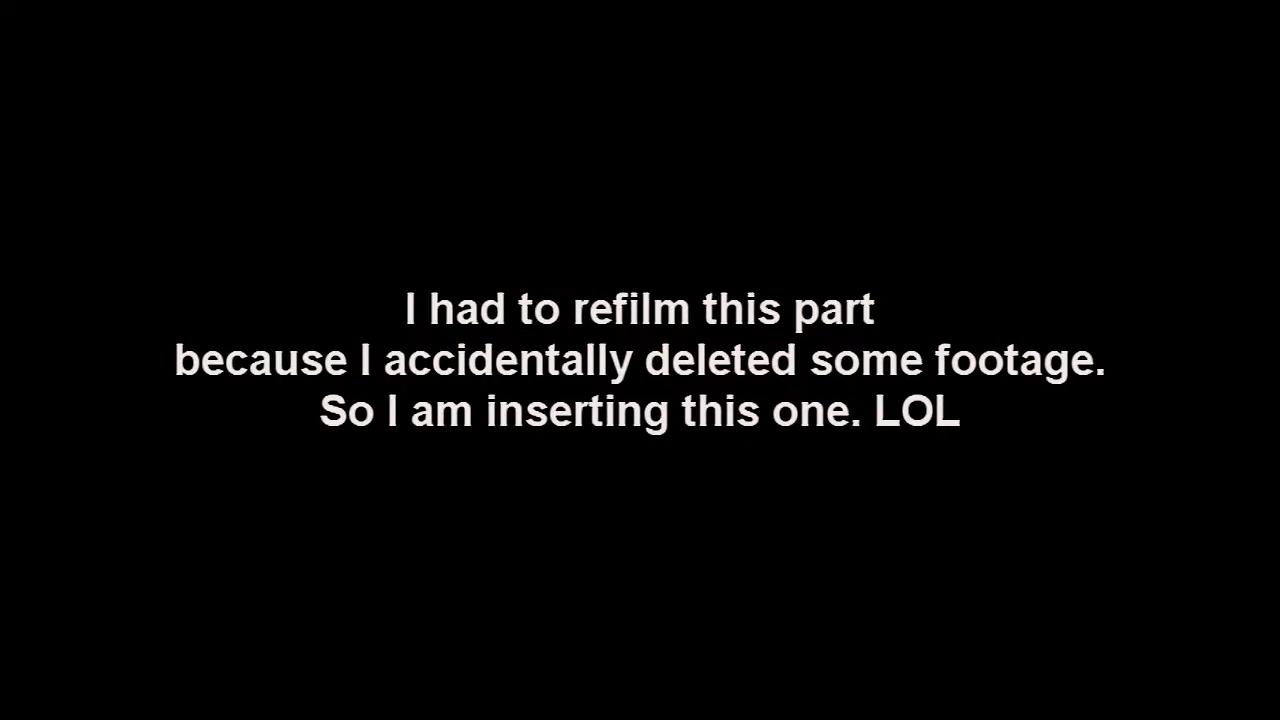 I had to refilm this part
because I accidentally deleted some footage.
So I am inserting this one. LOL